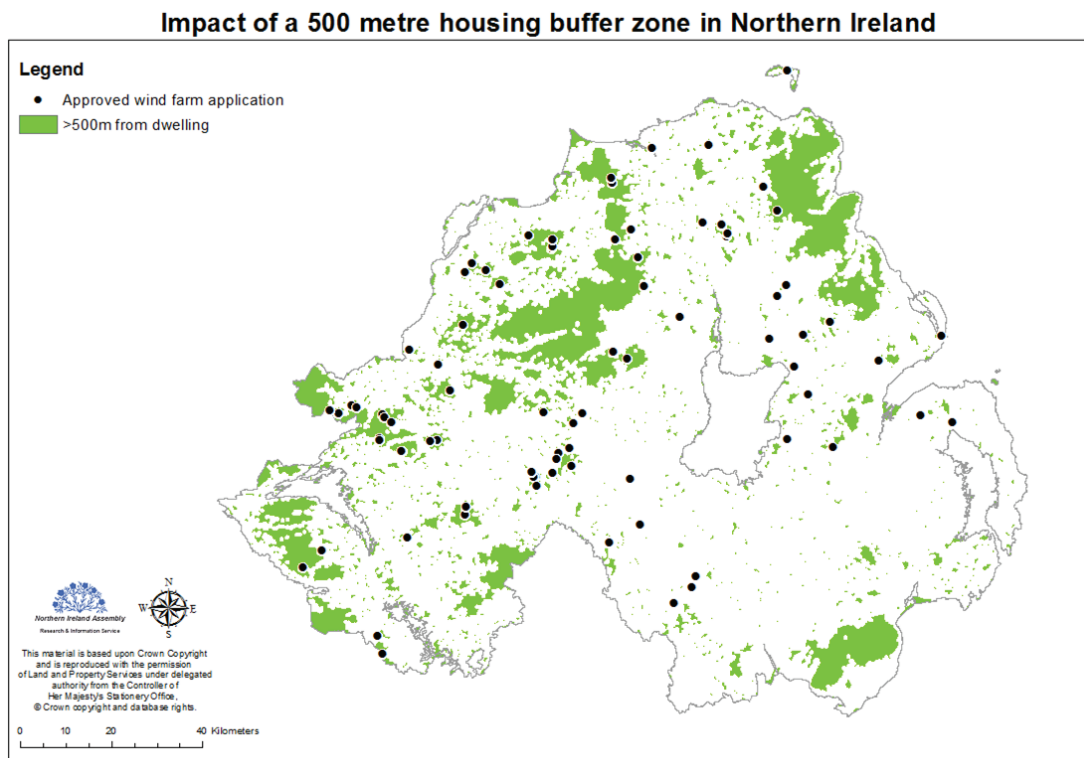 Impact of a 500 metre housing buffer zone in Northern Ireland
Legend
Approved wind farm application
>500m from dwelling
N
W E
S
Northern Ireland Assembly
Research & Information Service
This material is based upon Crown Copyright
and is reproduced with the permission
of Land and Property Services under delegated
authority from the Controller of
Her Majesty's Stationery Office,
© Crown copyright and database rights.
0 10 20 40 Kilometers